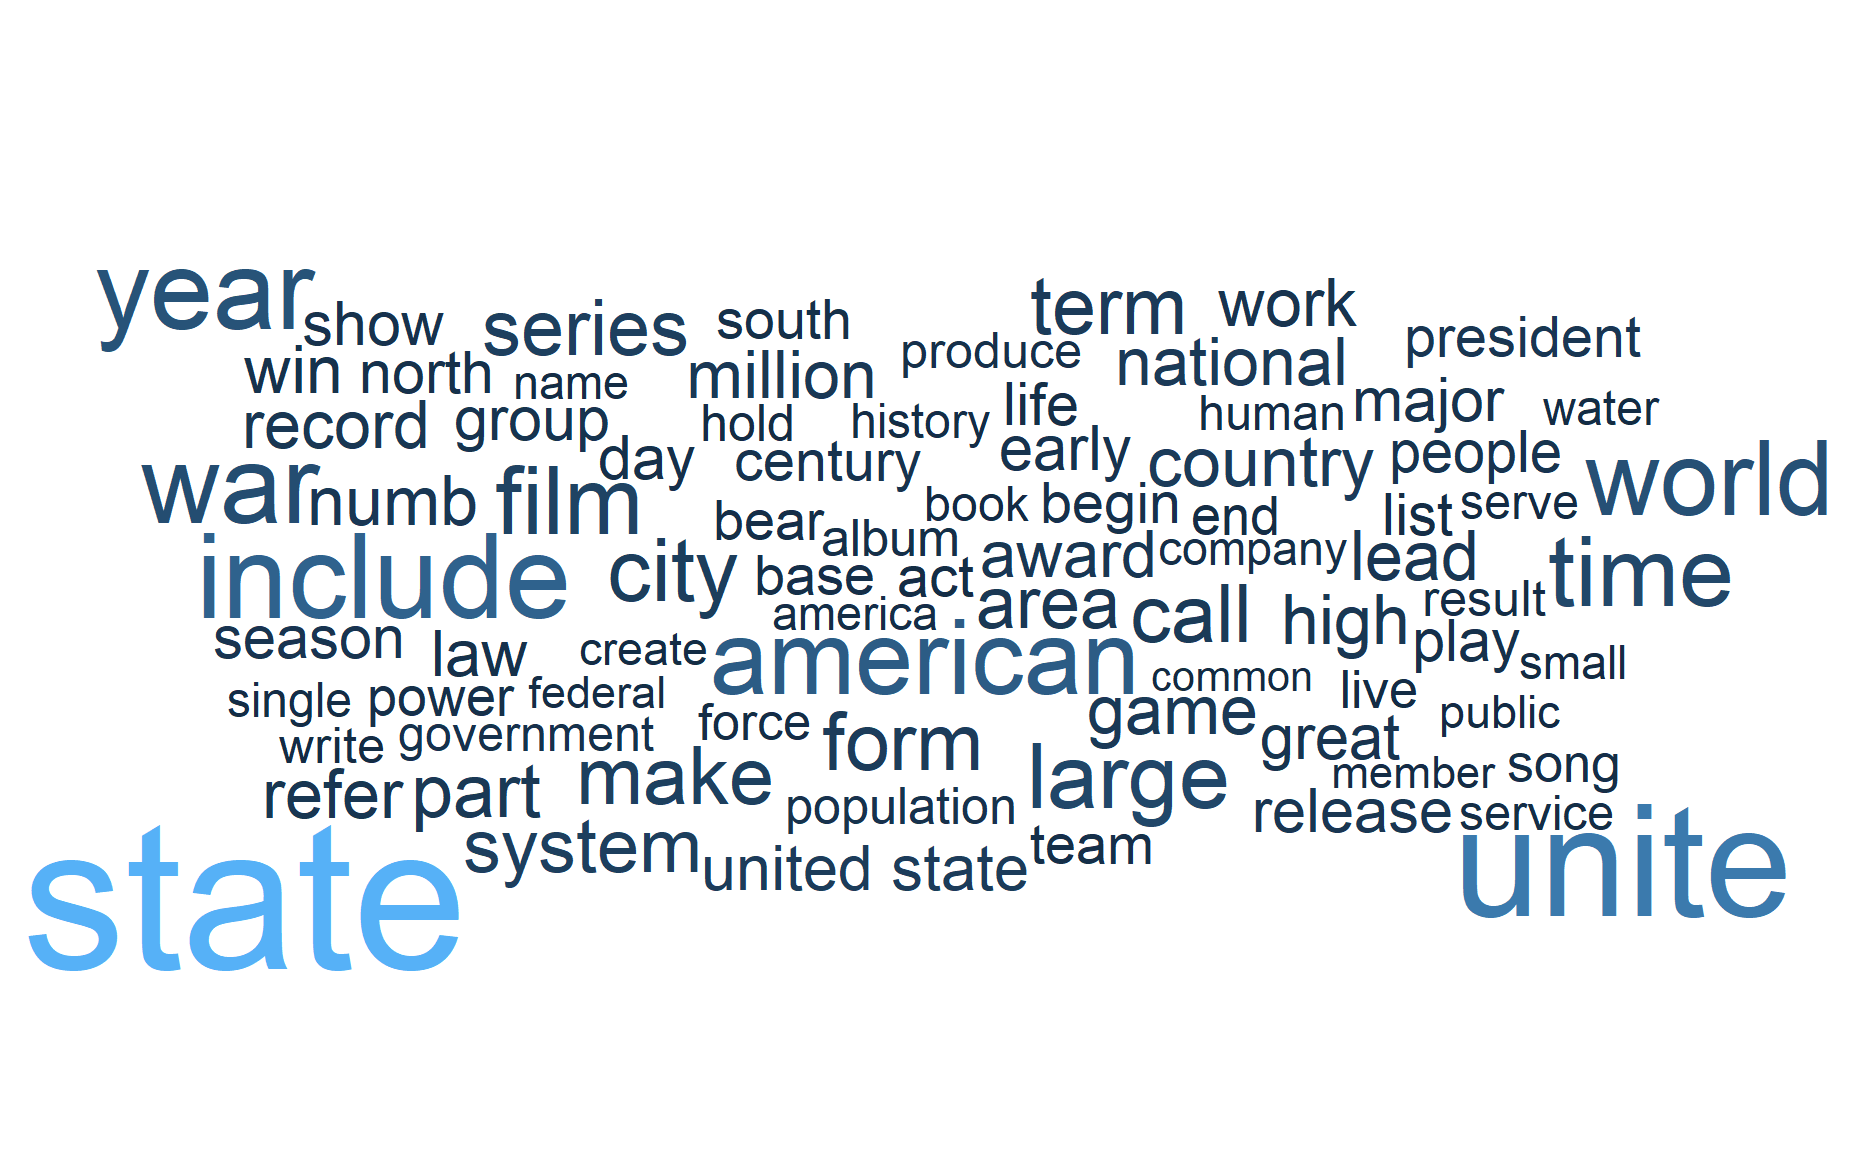 year show series south term work
win north name million produce national president
record group hold history life human major water
war day century early country people world
numb film bear book begin end list serve
include city base album act award company lead time
america area call high result play
season law create american common small
single power federal force game live public
write government form great
refer part make population large member song
release service
state system united state team unite